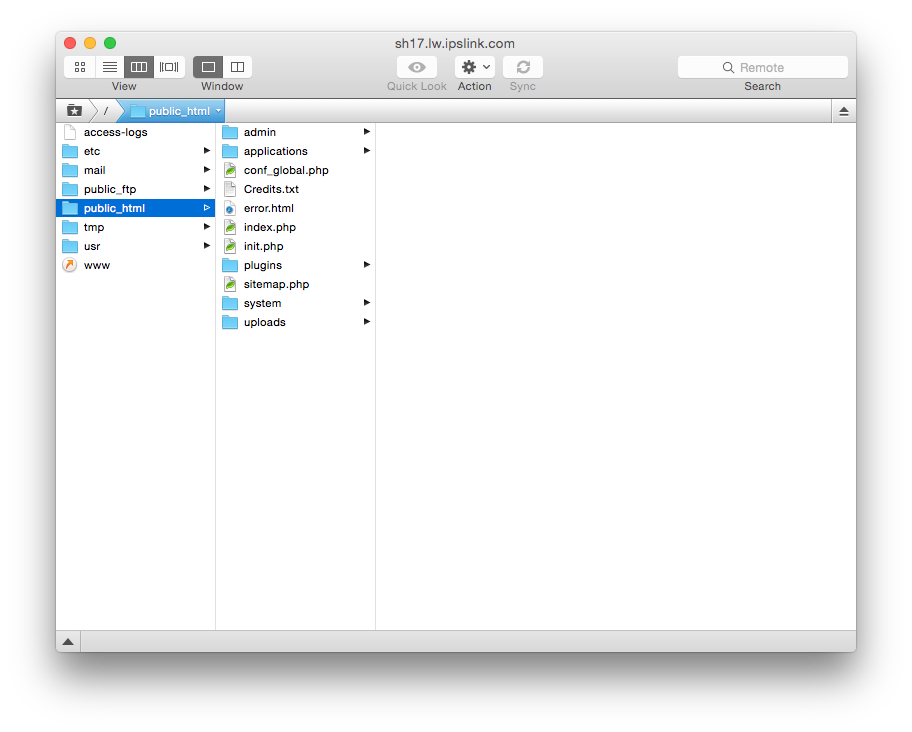 sh17.lw.ipslink.com
View
Window
Quick Look
Action
Sync
Remote
Search
/
public_html
access-logs
etc
mail
public_ftp
public_html
tmp
usr
www
admin
applications
conf_global.php
Credits.txt
error.html
index.php
init.php
plugins
sitemap.php
system
uploads